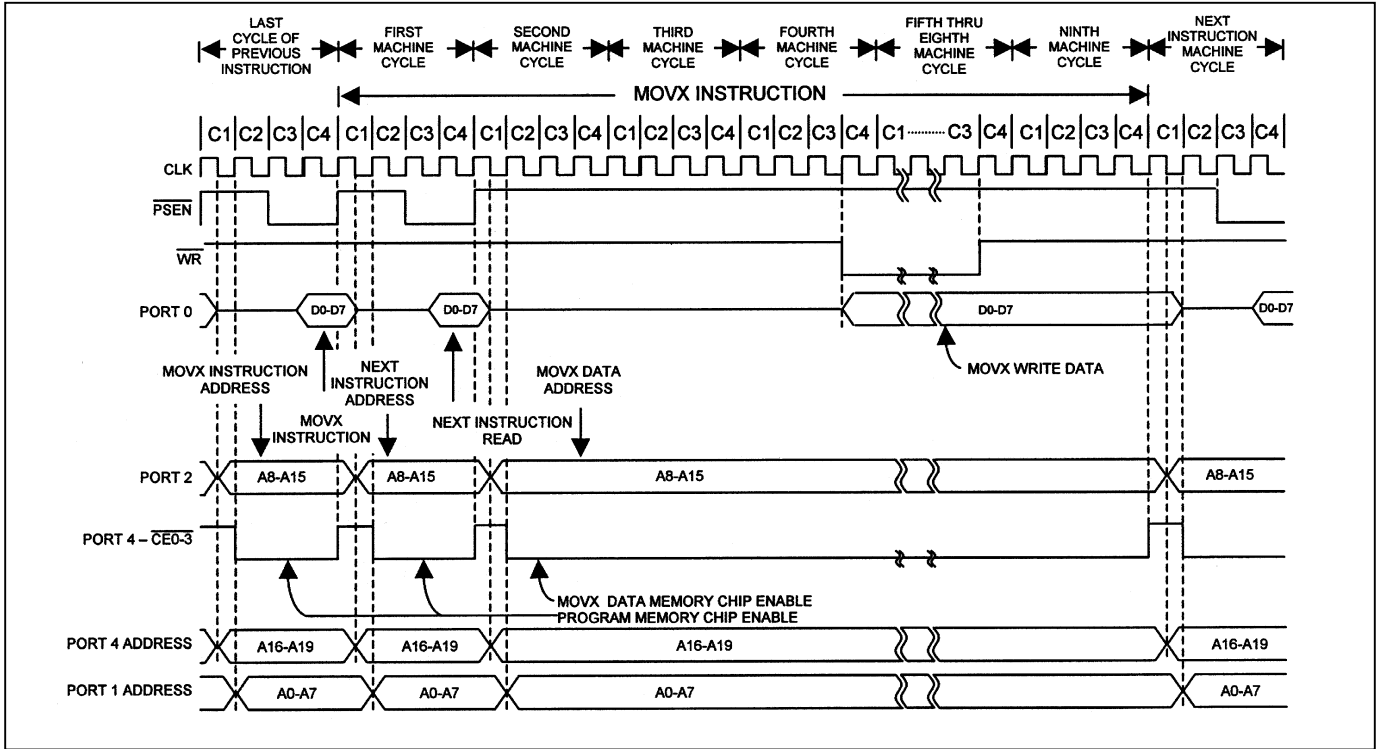 LAST
CYCLE OF
PREVIOUS
INSTRUCTION
FIRST
MACHINE
CYCLE
SECOND
MACHINE
CYCLE
THIRD
MACHINE
CYCLE
FOURTH
MACHINE
CYCLE
FIFTH THRU
EIGHTH
MACHINE
CYCLE
NINTH
MACHINE
CYCLE
NEXT
INSTRUCTION
MACHINE
CYCLE
MOVX INSTRUCTION
C1 C2 C3 C4 C1 C2 C3 C4 C1 C2 C3 C4 C1 C2 C3 C4 C1 C2 C3 C4 C1 ........... C3 C4 C1 C2 C3 C4 C1 C2 C3 C4
CLK
PSEN
WR
PORT 0
D0-D7
D0-D7
D0-D7
D0-D7
MOVX INSTRUCTION
ADDRESS
NEXT
INSTRUCTION
ADDRESS
MOVX DATA
ADDRESS
MOVX WRITE DATA
MOVX
INSTRUCTION
NEXT INSTRUCTION
READ
PORT 2
A8-A15
A8-A15
A8-A15
A8-A15
PORT 4 – CE0-3
MOVX DATA MEMORY CHIP ENABLE
PROGRAM MEMORY CHIP ENABLE
PORT 4 ADDRESS
A16-A19
A16-A19
A16-A19
A16-A19
PORT 1 ADDRESS
A0-A7
A0-A7
A0-A7
A0-A7